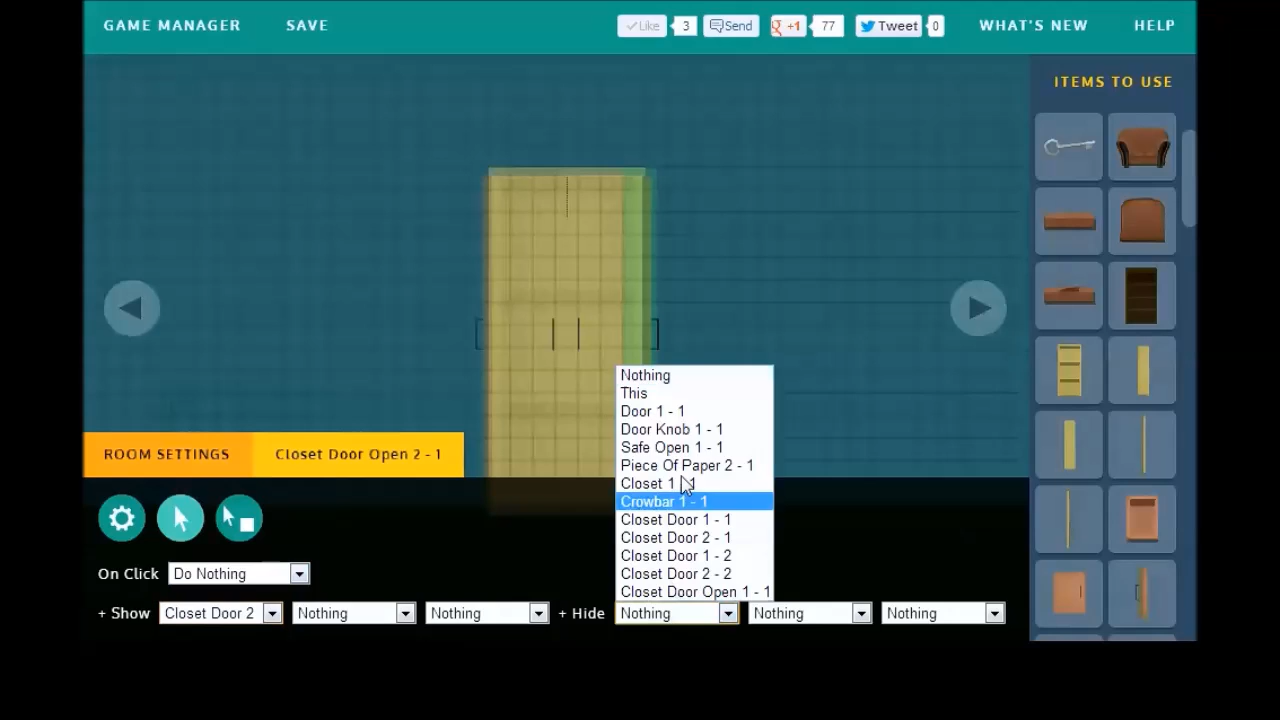 GAME MANAGER SAVE Like 3 Send +1 77 Tweet 0 WHAT'S NEW HELP
ITEMS TO USE
Nothing
This
Door 1 - 1
Door Knob 1 - 1
Safe Open 1 - 1
Piece Of Paper 2 - 1
Closet 1 - 1
Crowbar 1 - 1
Closet Door 1 - 1
Closet Door 2 - 1
Closet Door 1 - 2
Closet Door 2 - 2
Closet Door Open 1 - 1
ROOM SETTINGS Closet Door Open 2 - 1
On Click Do Nothing
+ Show Closet Door 2 Nothing Nothing + Hide Nothing Nothing Nothing